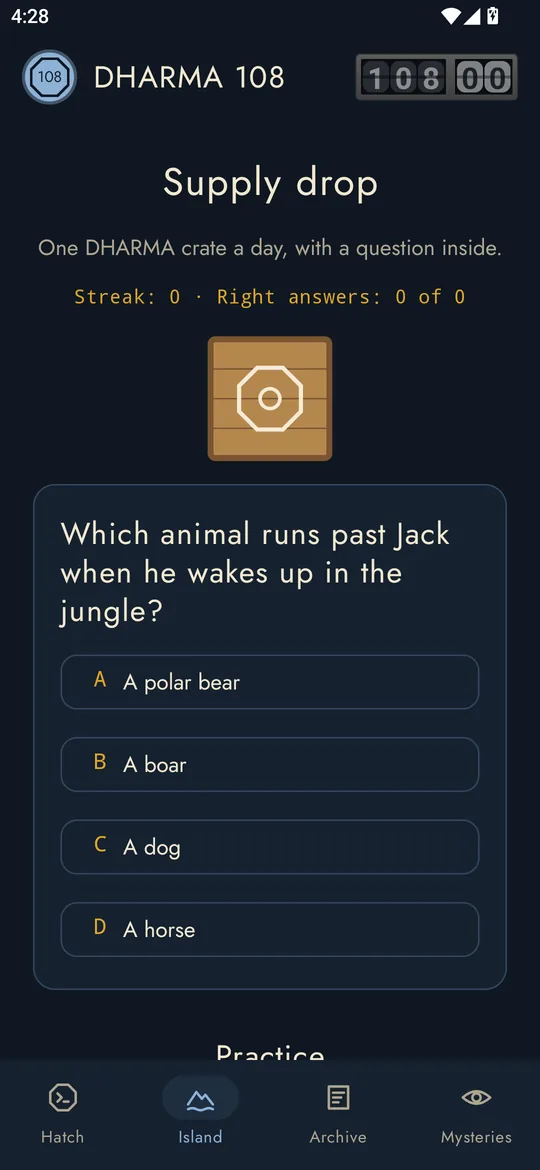 4:28
108 DHARMA 108 108 00
Supply drop
One DHARMA crate a day, with a question inside.
Streak: 0 · Right answers: 0 of 0
Which animal runs past Jack
when he wakes up in the
jungle?
A A polar bear
B A boar
C A dog
D A horse
Practice
Hatch Island Archive Mysteries